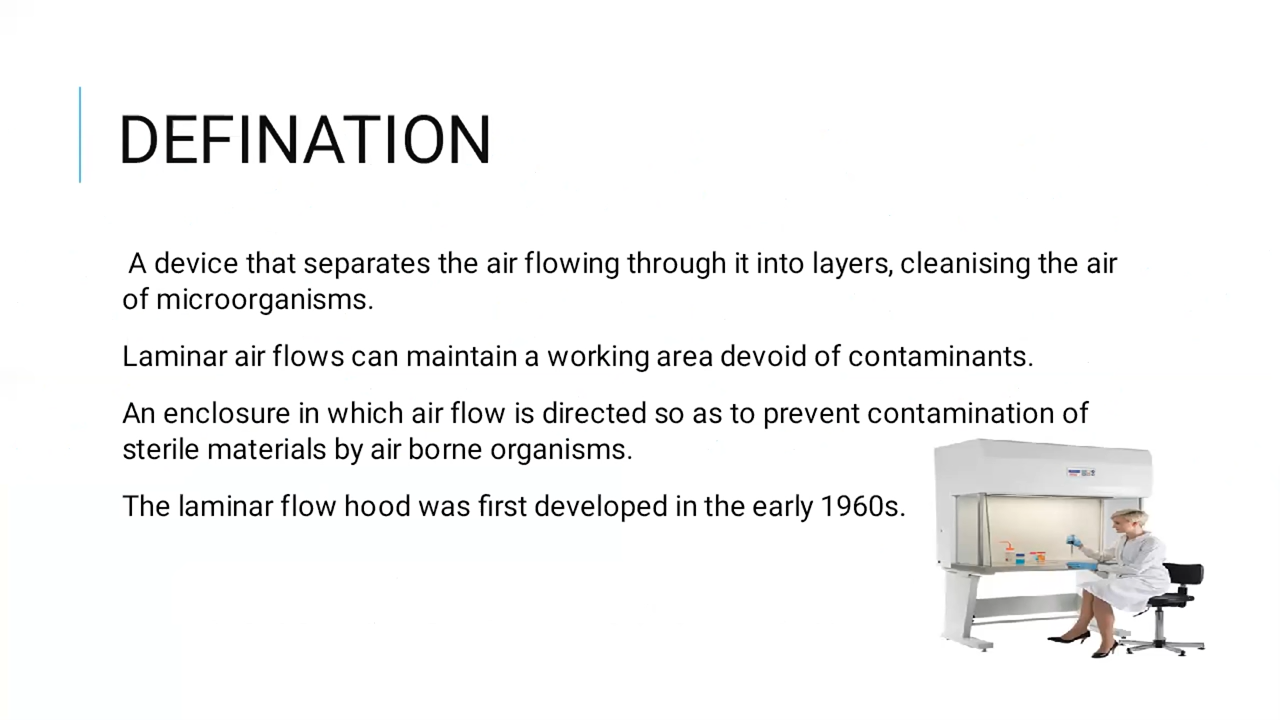 DEFINATION
A device that separates the air flowing through it into layers, cleanising the air
of microorganisms.
Laminar air flows can maintain a working area devoid of contaminants.
An enclosure in which air flow is directed so as to prevent contamination of
sterile materials by air borne organisms.
The laminar flow hood was first developed in the early 1960s.